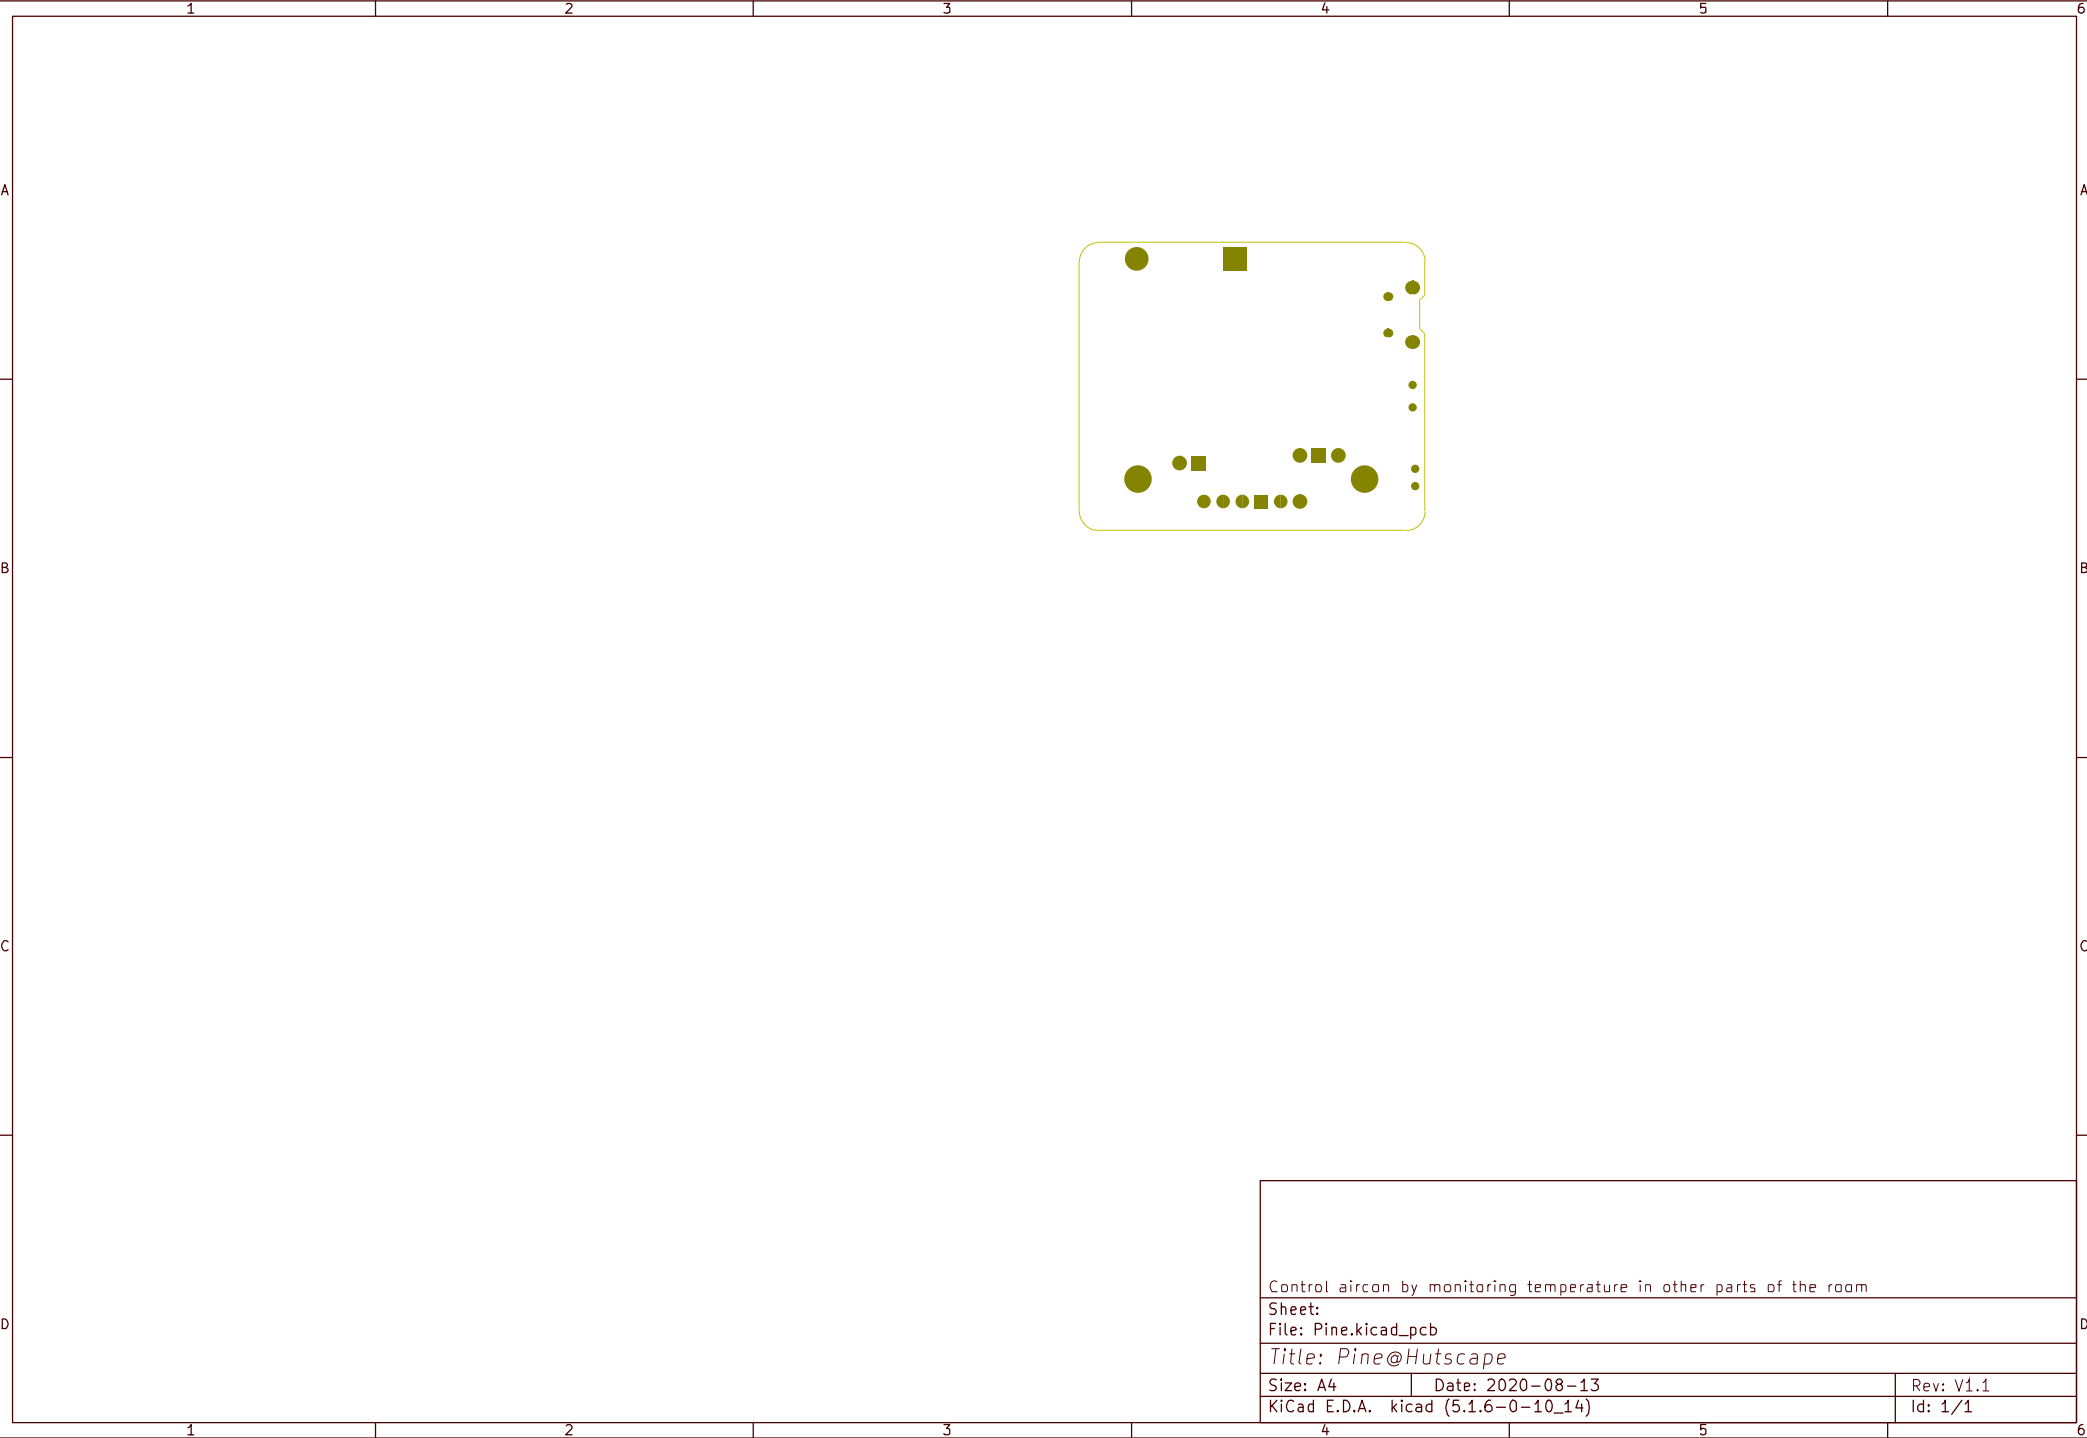 1 2 3 4 5 6
A A
B B
C C
D D
Control aircon by monitoring temperature in other parts of the room
Sheet:
File: Pine.kicad_pcb
Title: Pine@Hutscape
Size: A4 Date: 2020-08-13 Rev: V1.1
KiCad E.D.A. kicad (5.1.6-0-10_14) Id: 1/1
1 2 3 4 5 6